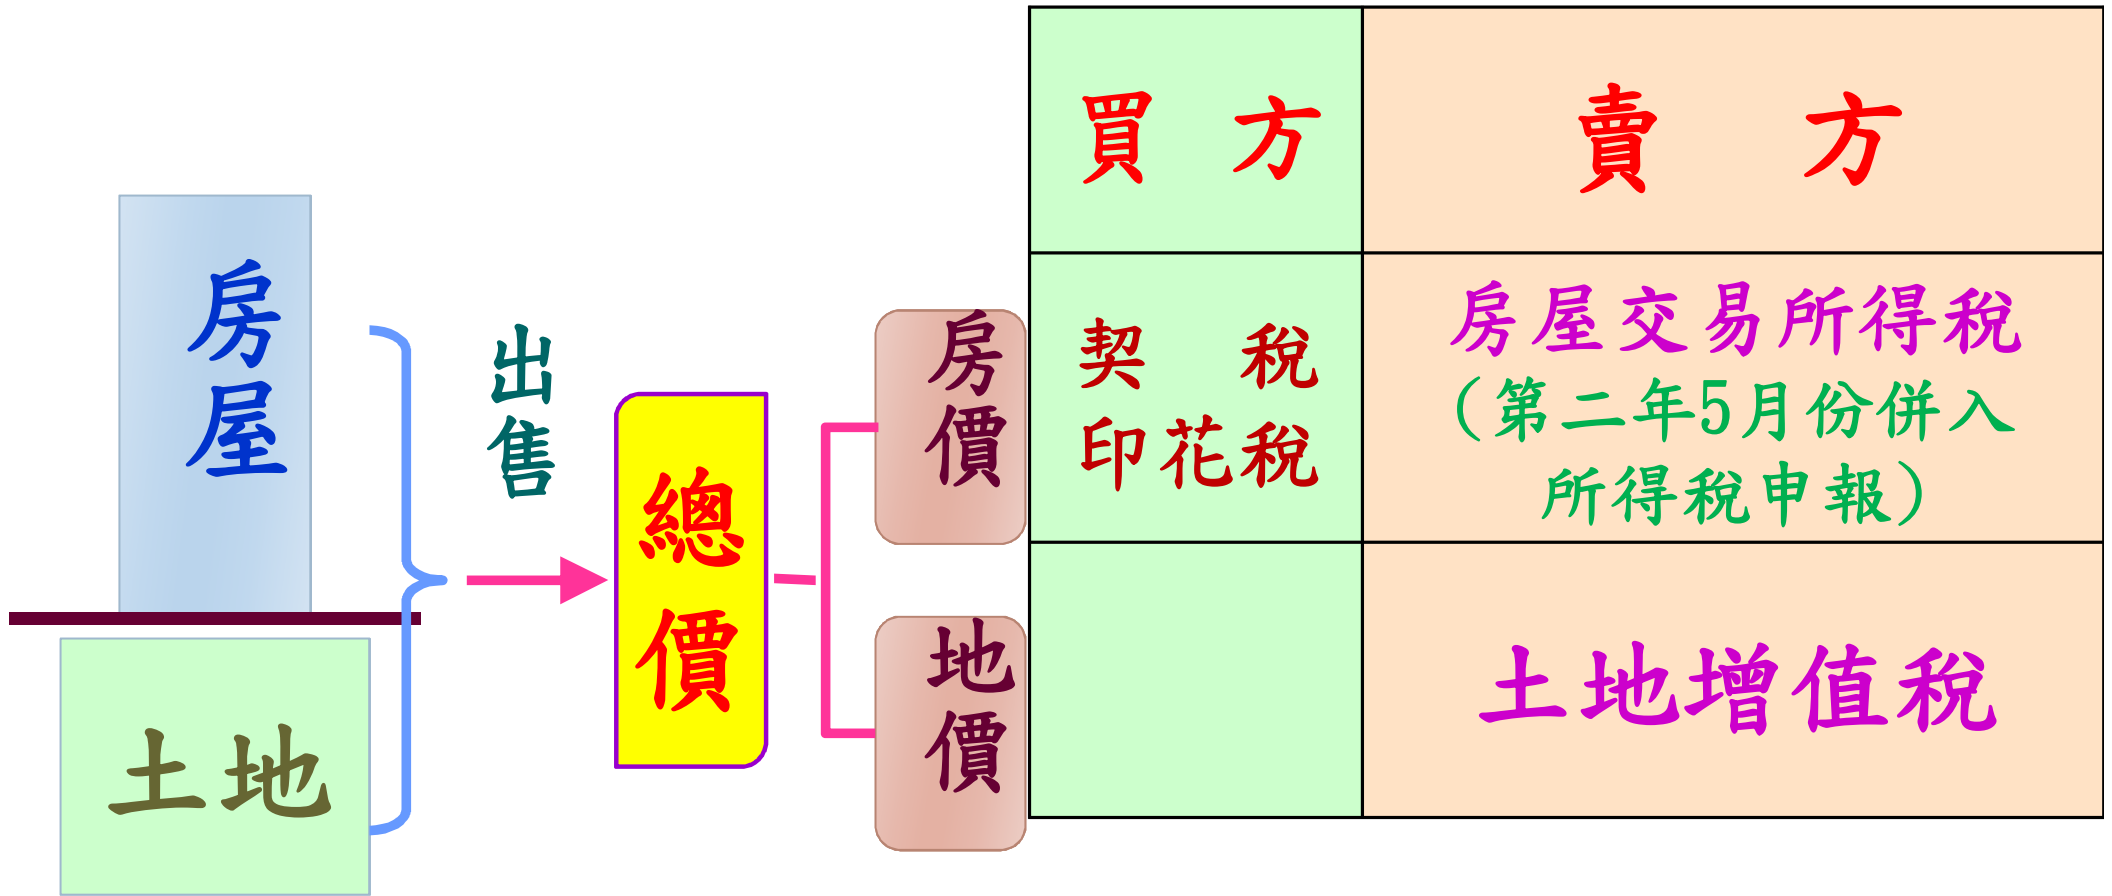 房屋
土地
出售
總價
房價
地價
買方
賣方
契稅
印花稅
房屋交易所得稅
（第二年5月份併入
所得稅申報）
土地增值稅